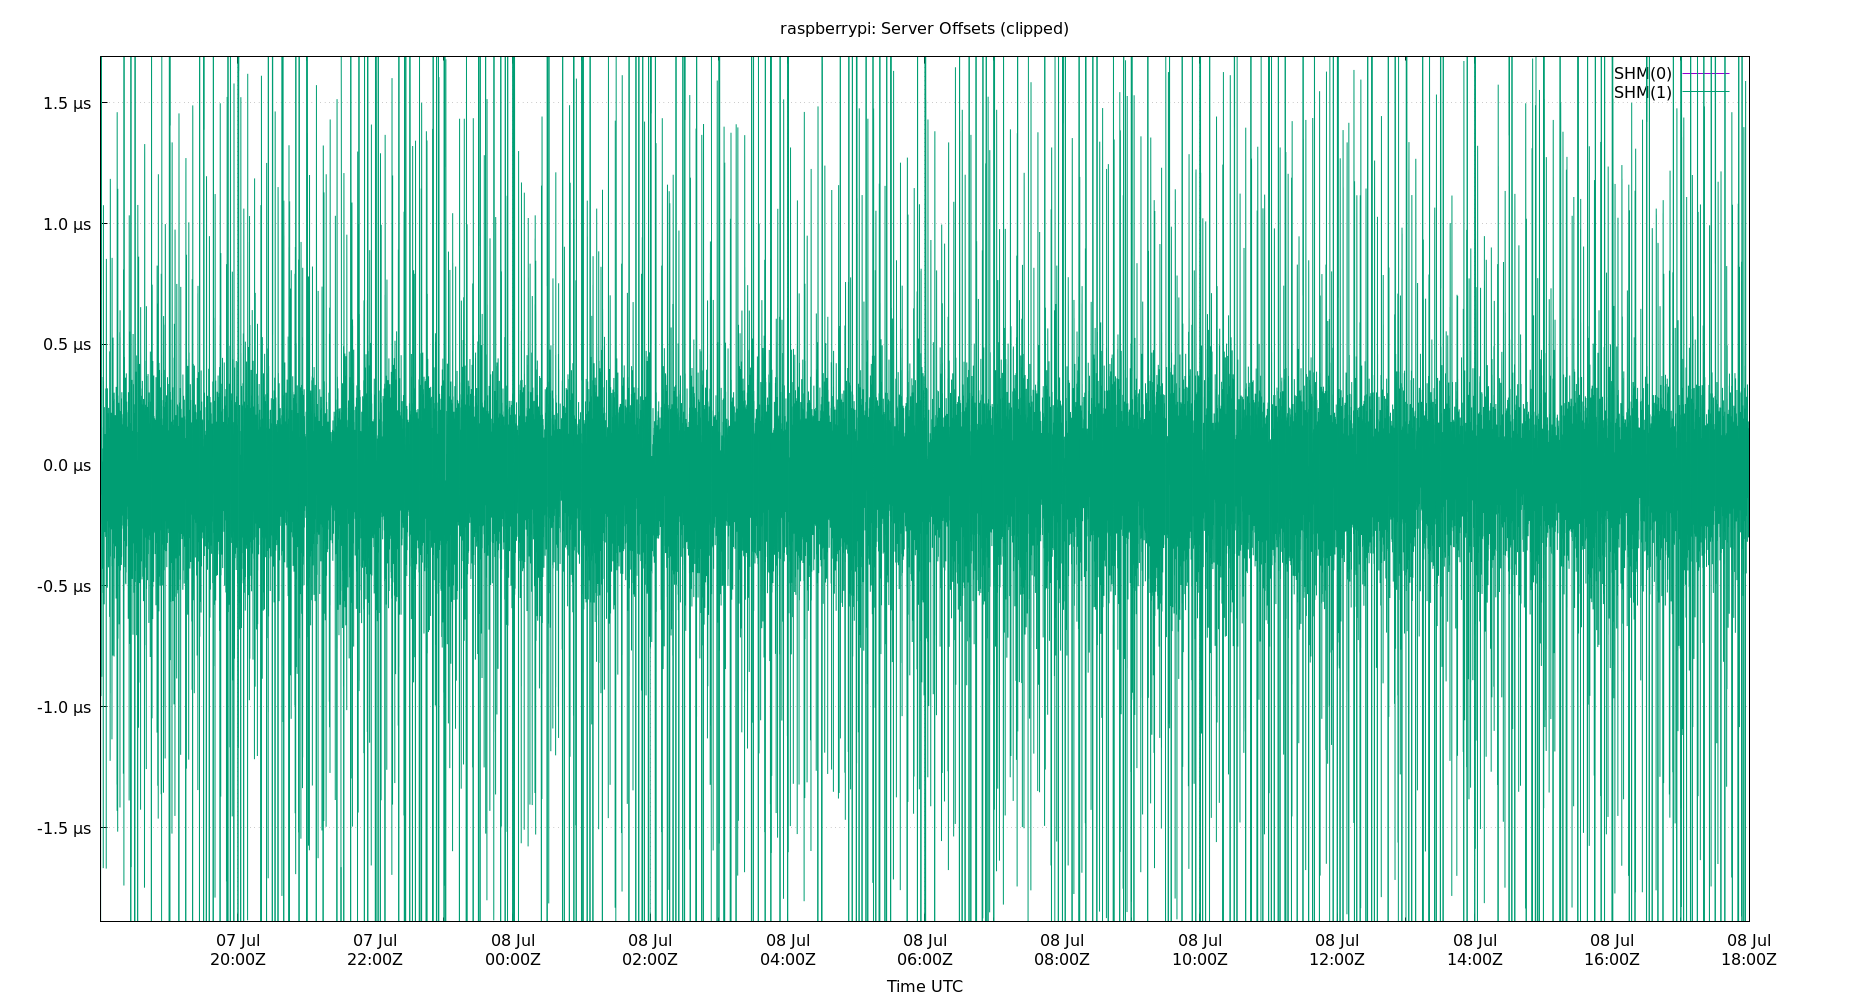 raspberrypi: Server Offsets (clipped)
SHM(0)
SHM(1)
1.5 µs
1.0 µs
0.5 µs
0.0 µs
-0.5 µs
-1.0 µs
-1.5 µs
07 Jul 07 Jul 08 Jul 08 Jul 08 Jul 08 Jul 08 Jul 08 Jul 08 Jul 08 Jul 08 Jul 08 Jul
20:00Z 22:00Z 00:00Z 02:00Z 04:00Z 06:00Z 08:00Z 10:00Z 12:00Z 14:00Z 16:00Z 18:00Z
Time UTC